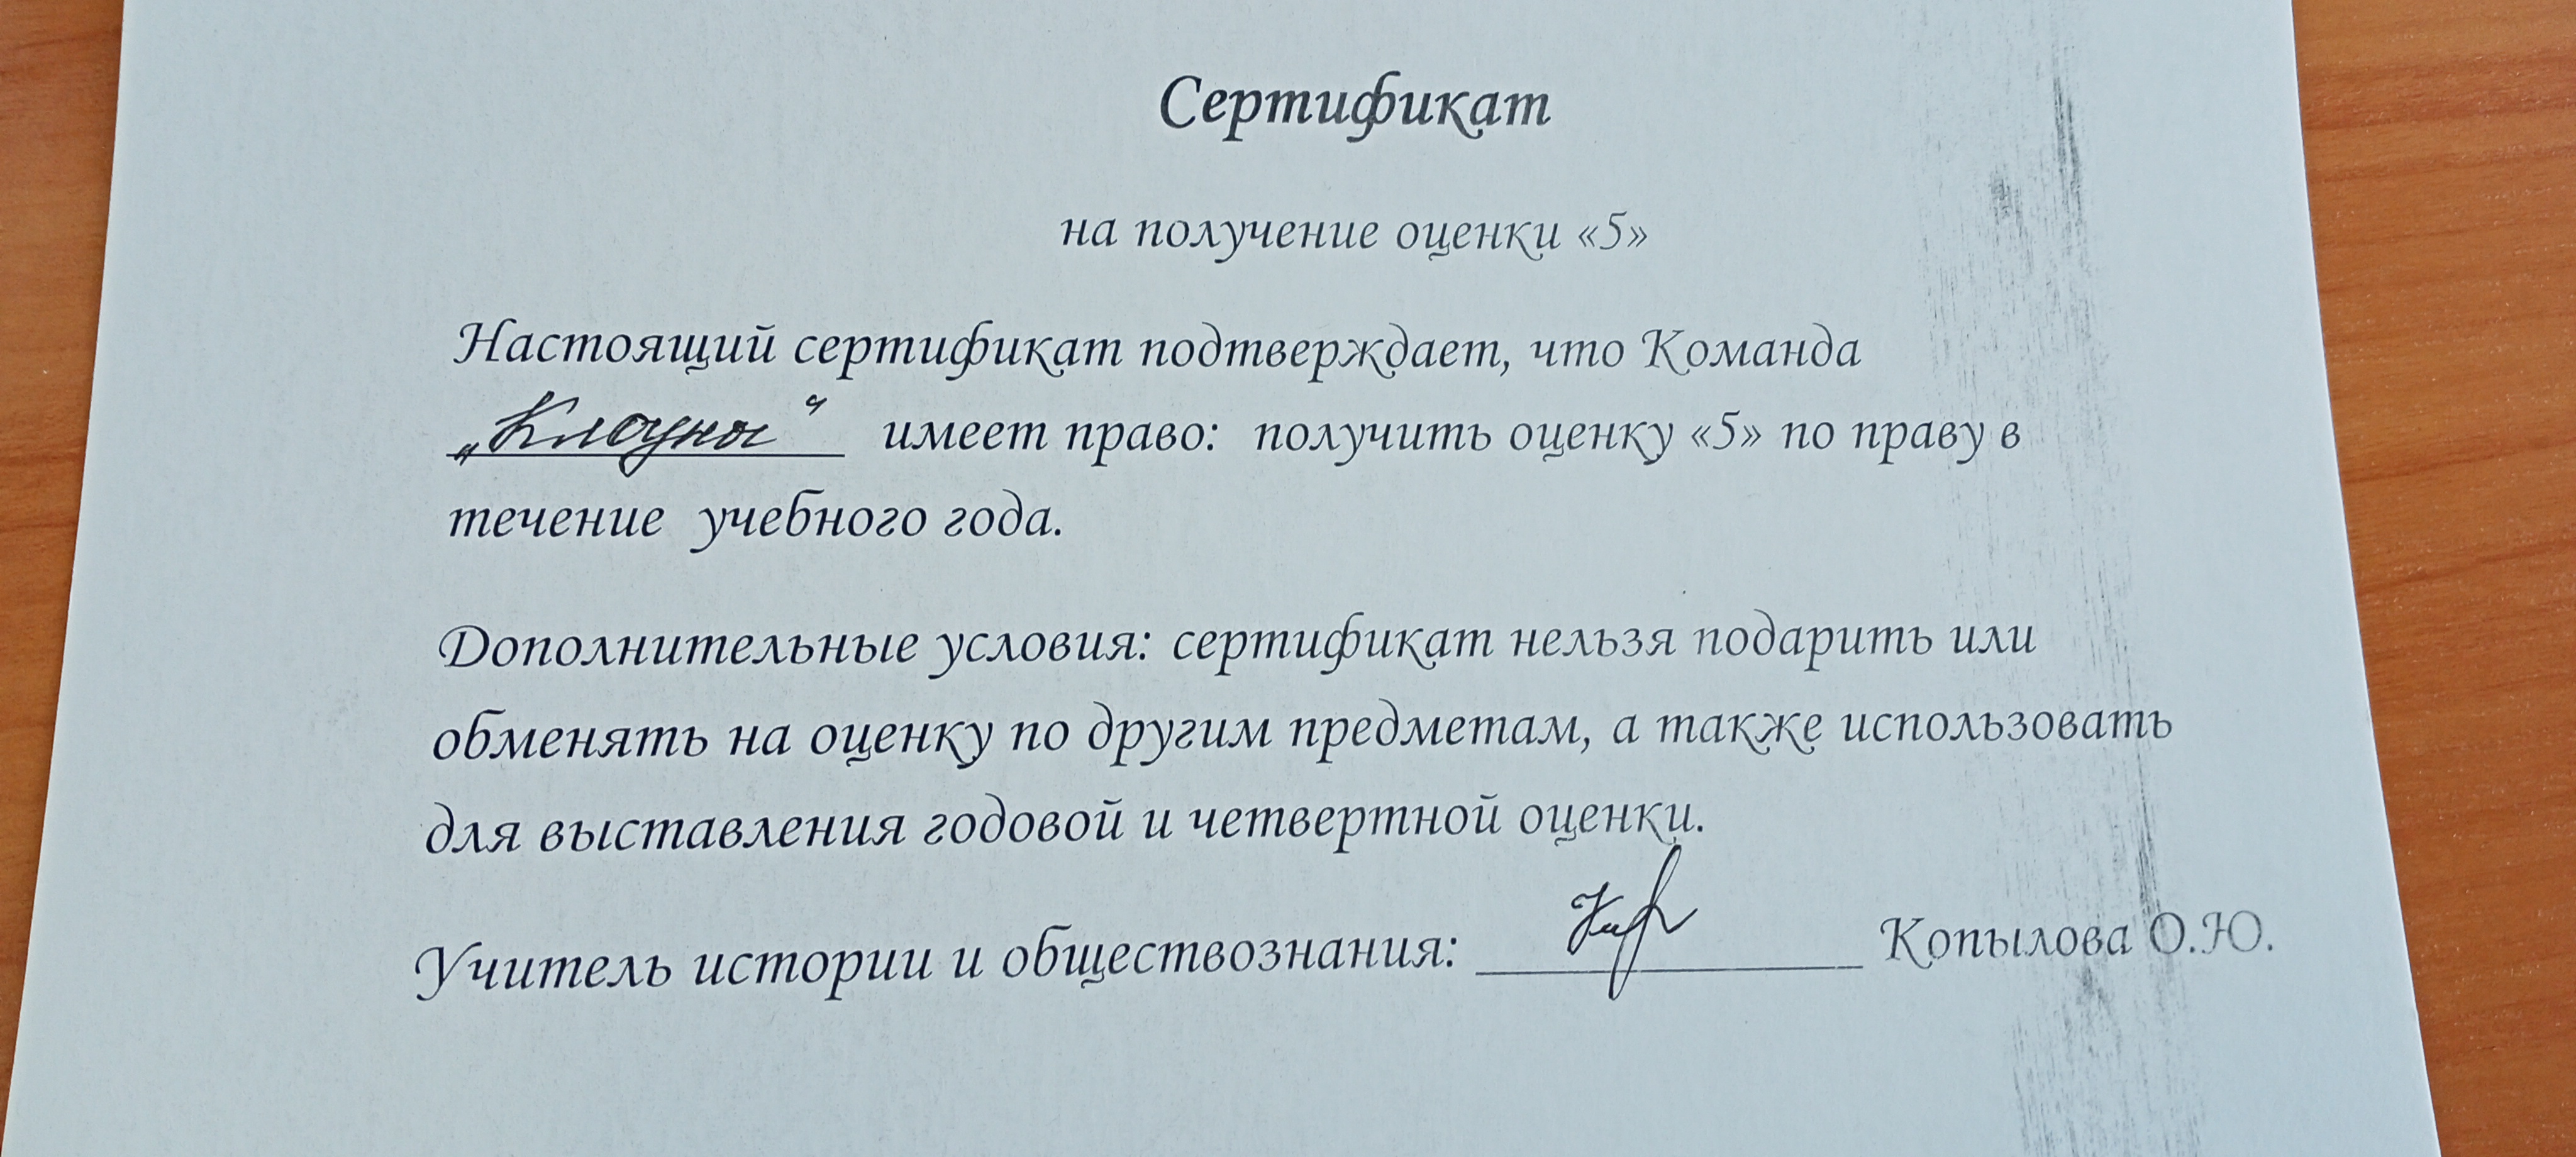 Сертификат
на получение оценки «5»
Настоящий сертификат подтверждает, что Команда
„Клоуны“ имеет право: получить оценку «5» по праву в
течение учебного года.
Дополнительные условия: сертификат нельзя подарить или
обменять на оценку по другим предметам, а также использовать
для выставления годовой и четвертной оценки.
Учитель истории и обществознания: Копылова О.Ю.